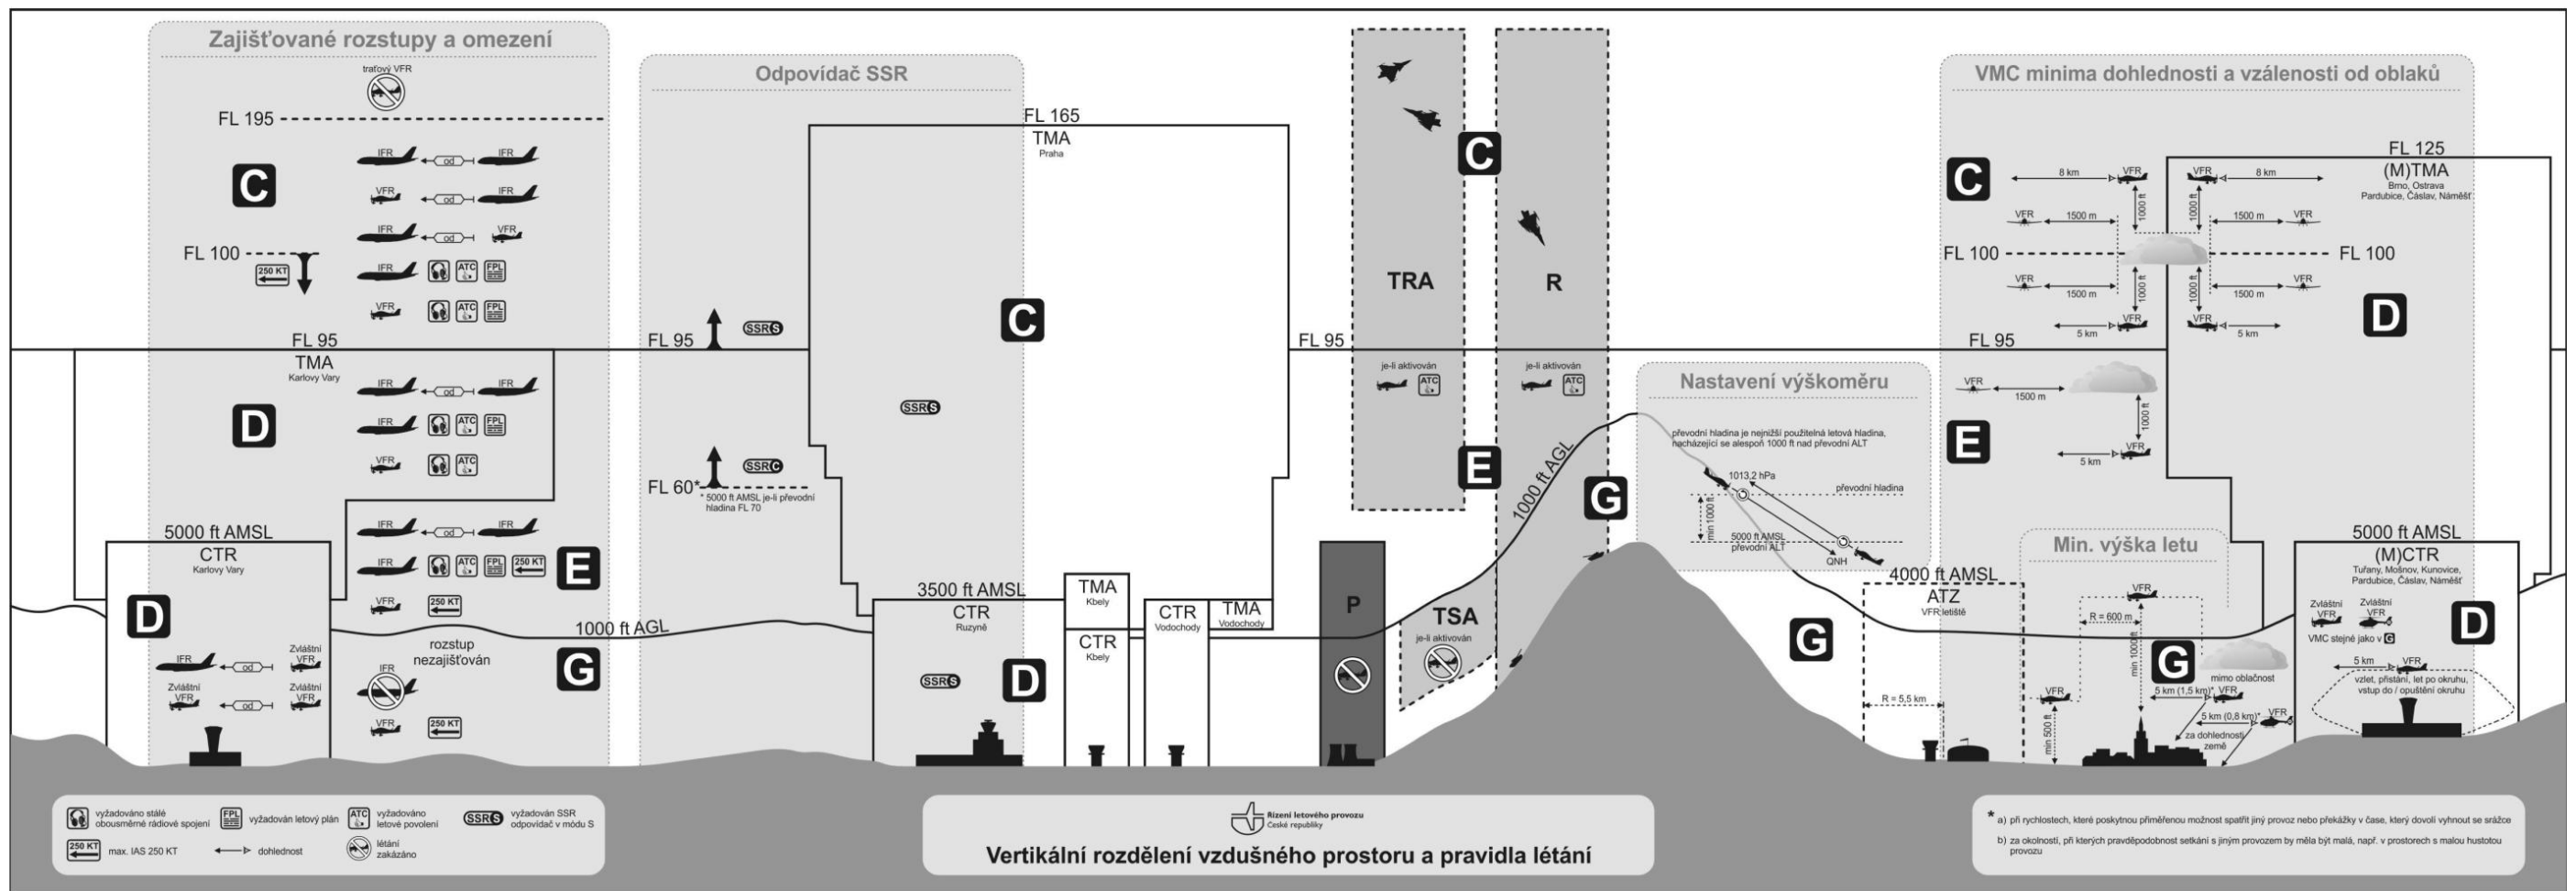 Zajišťované rozstupy a omezení
traťový VFR
FL 195
C
IFR
od
IFR
VFR
od
IFR
IFR
od
VFR
FL 100
250 KT
IFR
ATC
FPL
VFR
ATC
FPL
FL 95
TMA
Karlovy Vary
D
IFR
od
IFR
IFR
ATC
FPL
VFR
ATC
5000 ft AMSL
CTR
Karlovy Vary
D
IFR
od
IFR
IFR
ATC
FPL
250 KT
E
VFR
250 KT
1000 ft AGL
rozstup
nezajišťován
G
IFR
od
Zvláštní
VFR
Zvláštní
VFR
od
Zvláštní
VFR
IFR
VFR
250 KT
Odpovídač SSR
FL 165
TMA
Praha
FL 95
SSR S
C
SSR S
SSR C
FL 60*
* 5000 ft AMSL je-li převodní
hladina FL 70
3500 ft AMSL
CTR
Ruzyně
SSR S
D
TMA
Kbely
CTR
Kbely
CTR
Vodochody
TMA
Vodochody
FL 95
C
TRA
R
je-li aktivován
ATC
je-li aktivován
ATC
E
1000 ft AGL
G
P
TSA
je-li aktivován
Nastavení výškoměru
převodní hladina je nejnižší použitelná letová hladina,
nacházející se alespoň 1000 ft nad převodní ALT
1013,2 hPa
převodní hladina
min 1000 ft
5000 ft AMSL
převodní ALT
QNH
4000 ft AMSL
ATZ
VFR letiště
G
R = 5,5 km
VMC minima dohlednosti a vzálenosti od oblaků
FL 125
(M)TMA
Brno, Ostrava
Pardubice, Čáslav, Náměšť
C
8 km
VFR
VFR
8 km
1000 ft
1000 ft
VFR
1500 m
1500 m
VFR
FL 100
FL 100
VFR
1500 m
1000 ft
1000 ft
1500 m
VFR
D
5 km
VFR
VFR
5 km
FL 95
VFR
1500 m
1000 ft
E
5 km
VFR
Min. výška letu
VFR
R = 600 m
min 1000 ft
G
mimo oblačnost
VFR
min 500 ft
5 km (1,5 km)*
VFR
5 km (0,8 km)*
VFR
za dohlednosti
země
5000 ft AMSL
(M)CTR
Tuřany, Mošnov, Kunovice,
Pardubice, Čáslav, Náměšť
Zvláštní
VFR
Zvláštní
VFR
D
VMC stejné jako v G
5 km
VFR
vzlet, přistání, let po okruhu,
vstup do / opuštění okruhu
vyžadováno stálé
obousměrné rádiové spojení
FPL
vyžadován letový plán
ATC
vyžadováno
letové povolení
SSR S
vyžadován SSR
odpovídač v módu S
250 KT
max. IAS 250 KT
dohlednost
létání
zakázáno
Řízení letového provozu
České republiky
Vertikální rozdělení vzdušného prostoru a pravidla létání
* a) při rychlostech, které poskytnou přiměřenou možnost spatřit jiný provoz nebo překážky v čase, který dovolí vyhnout se srážce
b) za okolností, při kterých pravděpodobnost setkání s jiným provozem by měla být malá, např. v prostorech s malou hustotou
provozu